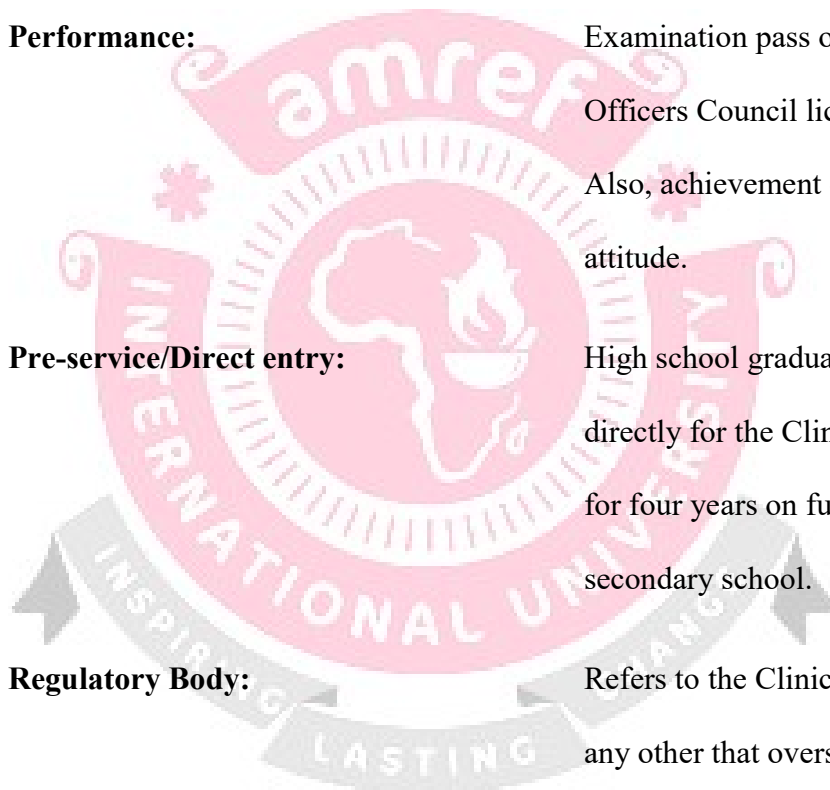 Performance: Examination pass o
Officers Council lic
Also, achievement
attitude.
Pre-service/Direct entry: High school gradua
directly for the Clin
for four years on fu
secondary school.
Regulatory Body: Refers to the Clinic
any other that overs
amref
INTERNATIONAL UNIVERSITY
INSPIRING LASTING CHANGE